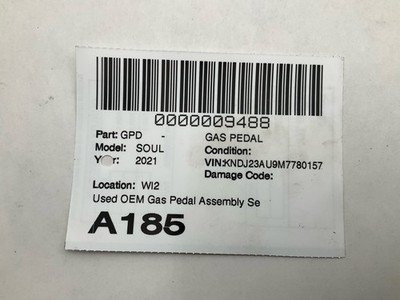 0000009488
Part: GPD - GAS PEDAL
Model: SOUL Condition:
Year: 2021 VIN:KNDJ23AU9M7780157
Damage Code:
Location: WI2
Used OEM Gas Pedal Assembly Se
A185